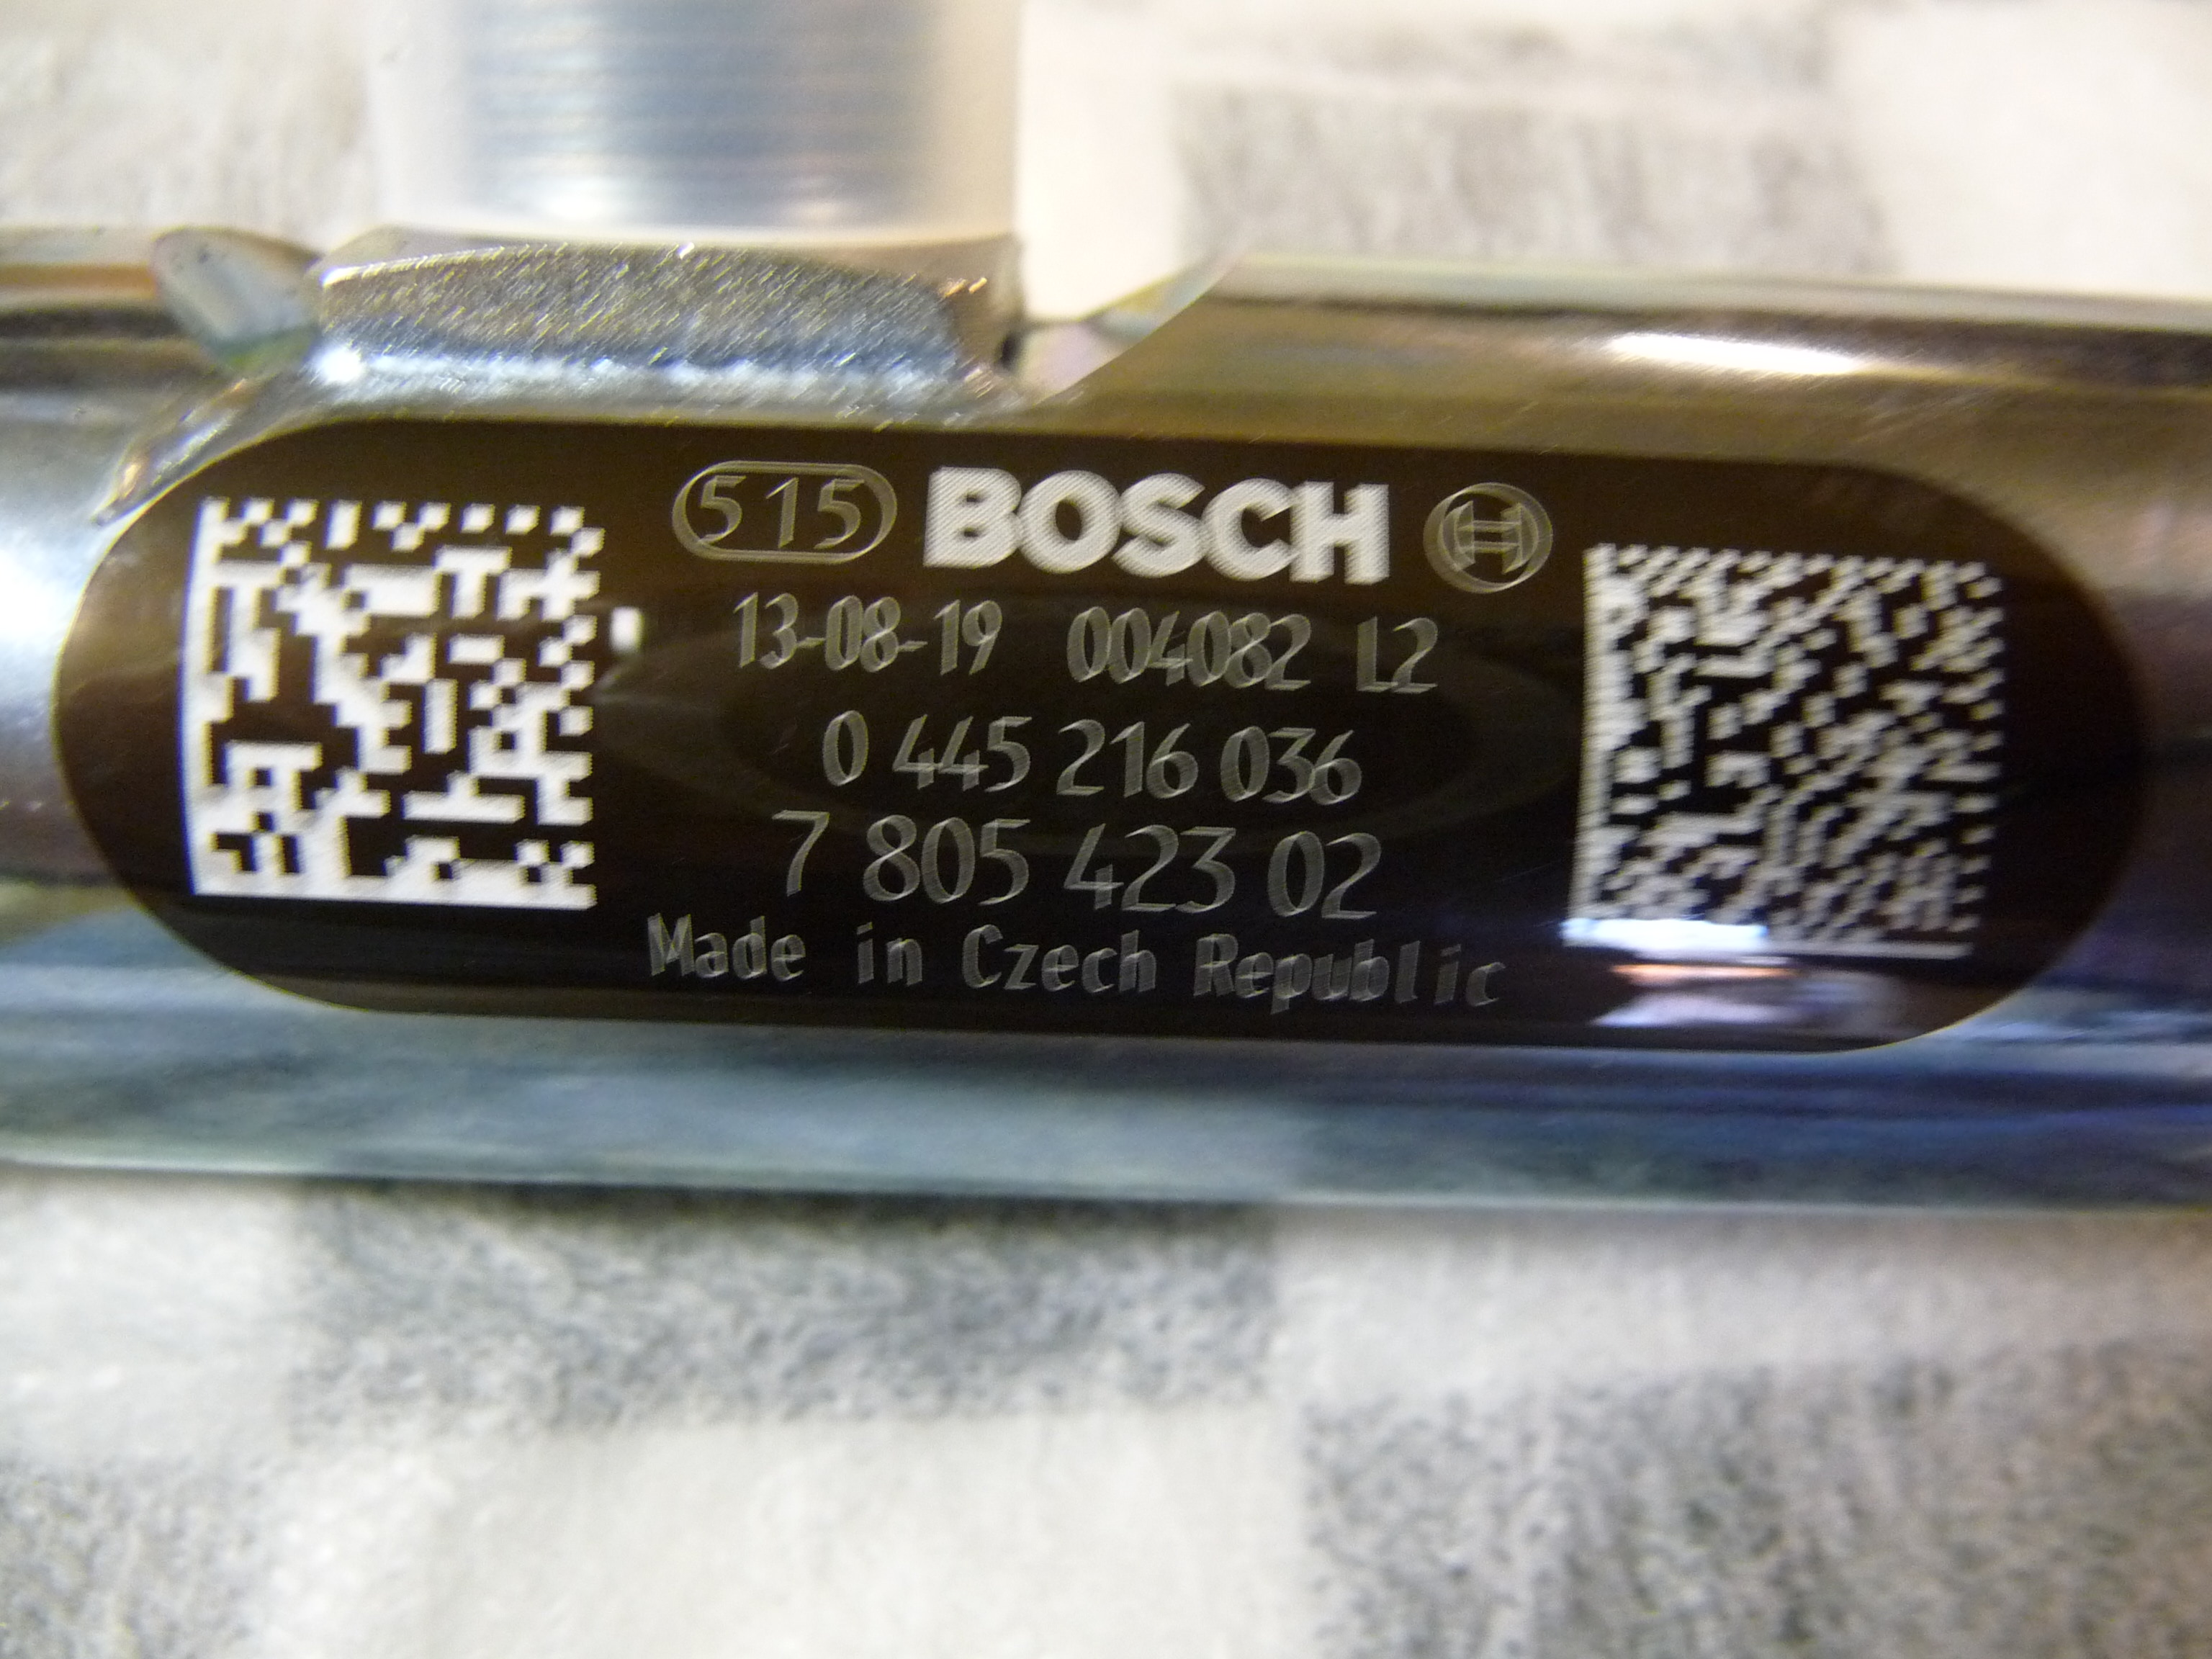 515 BOSCH
13-08-19 004082 L2
0 445 216 036
7 805 423 02
Made in Czech Republic